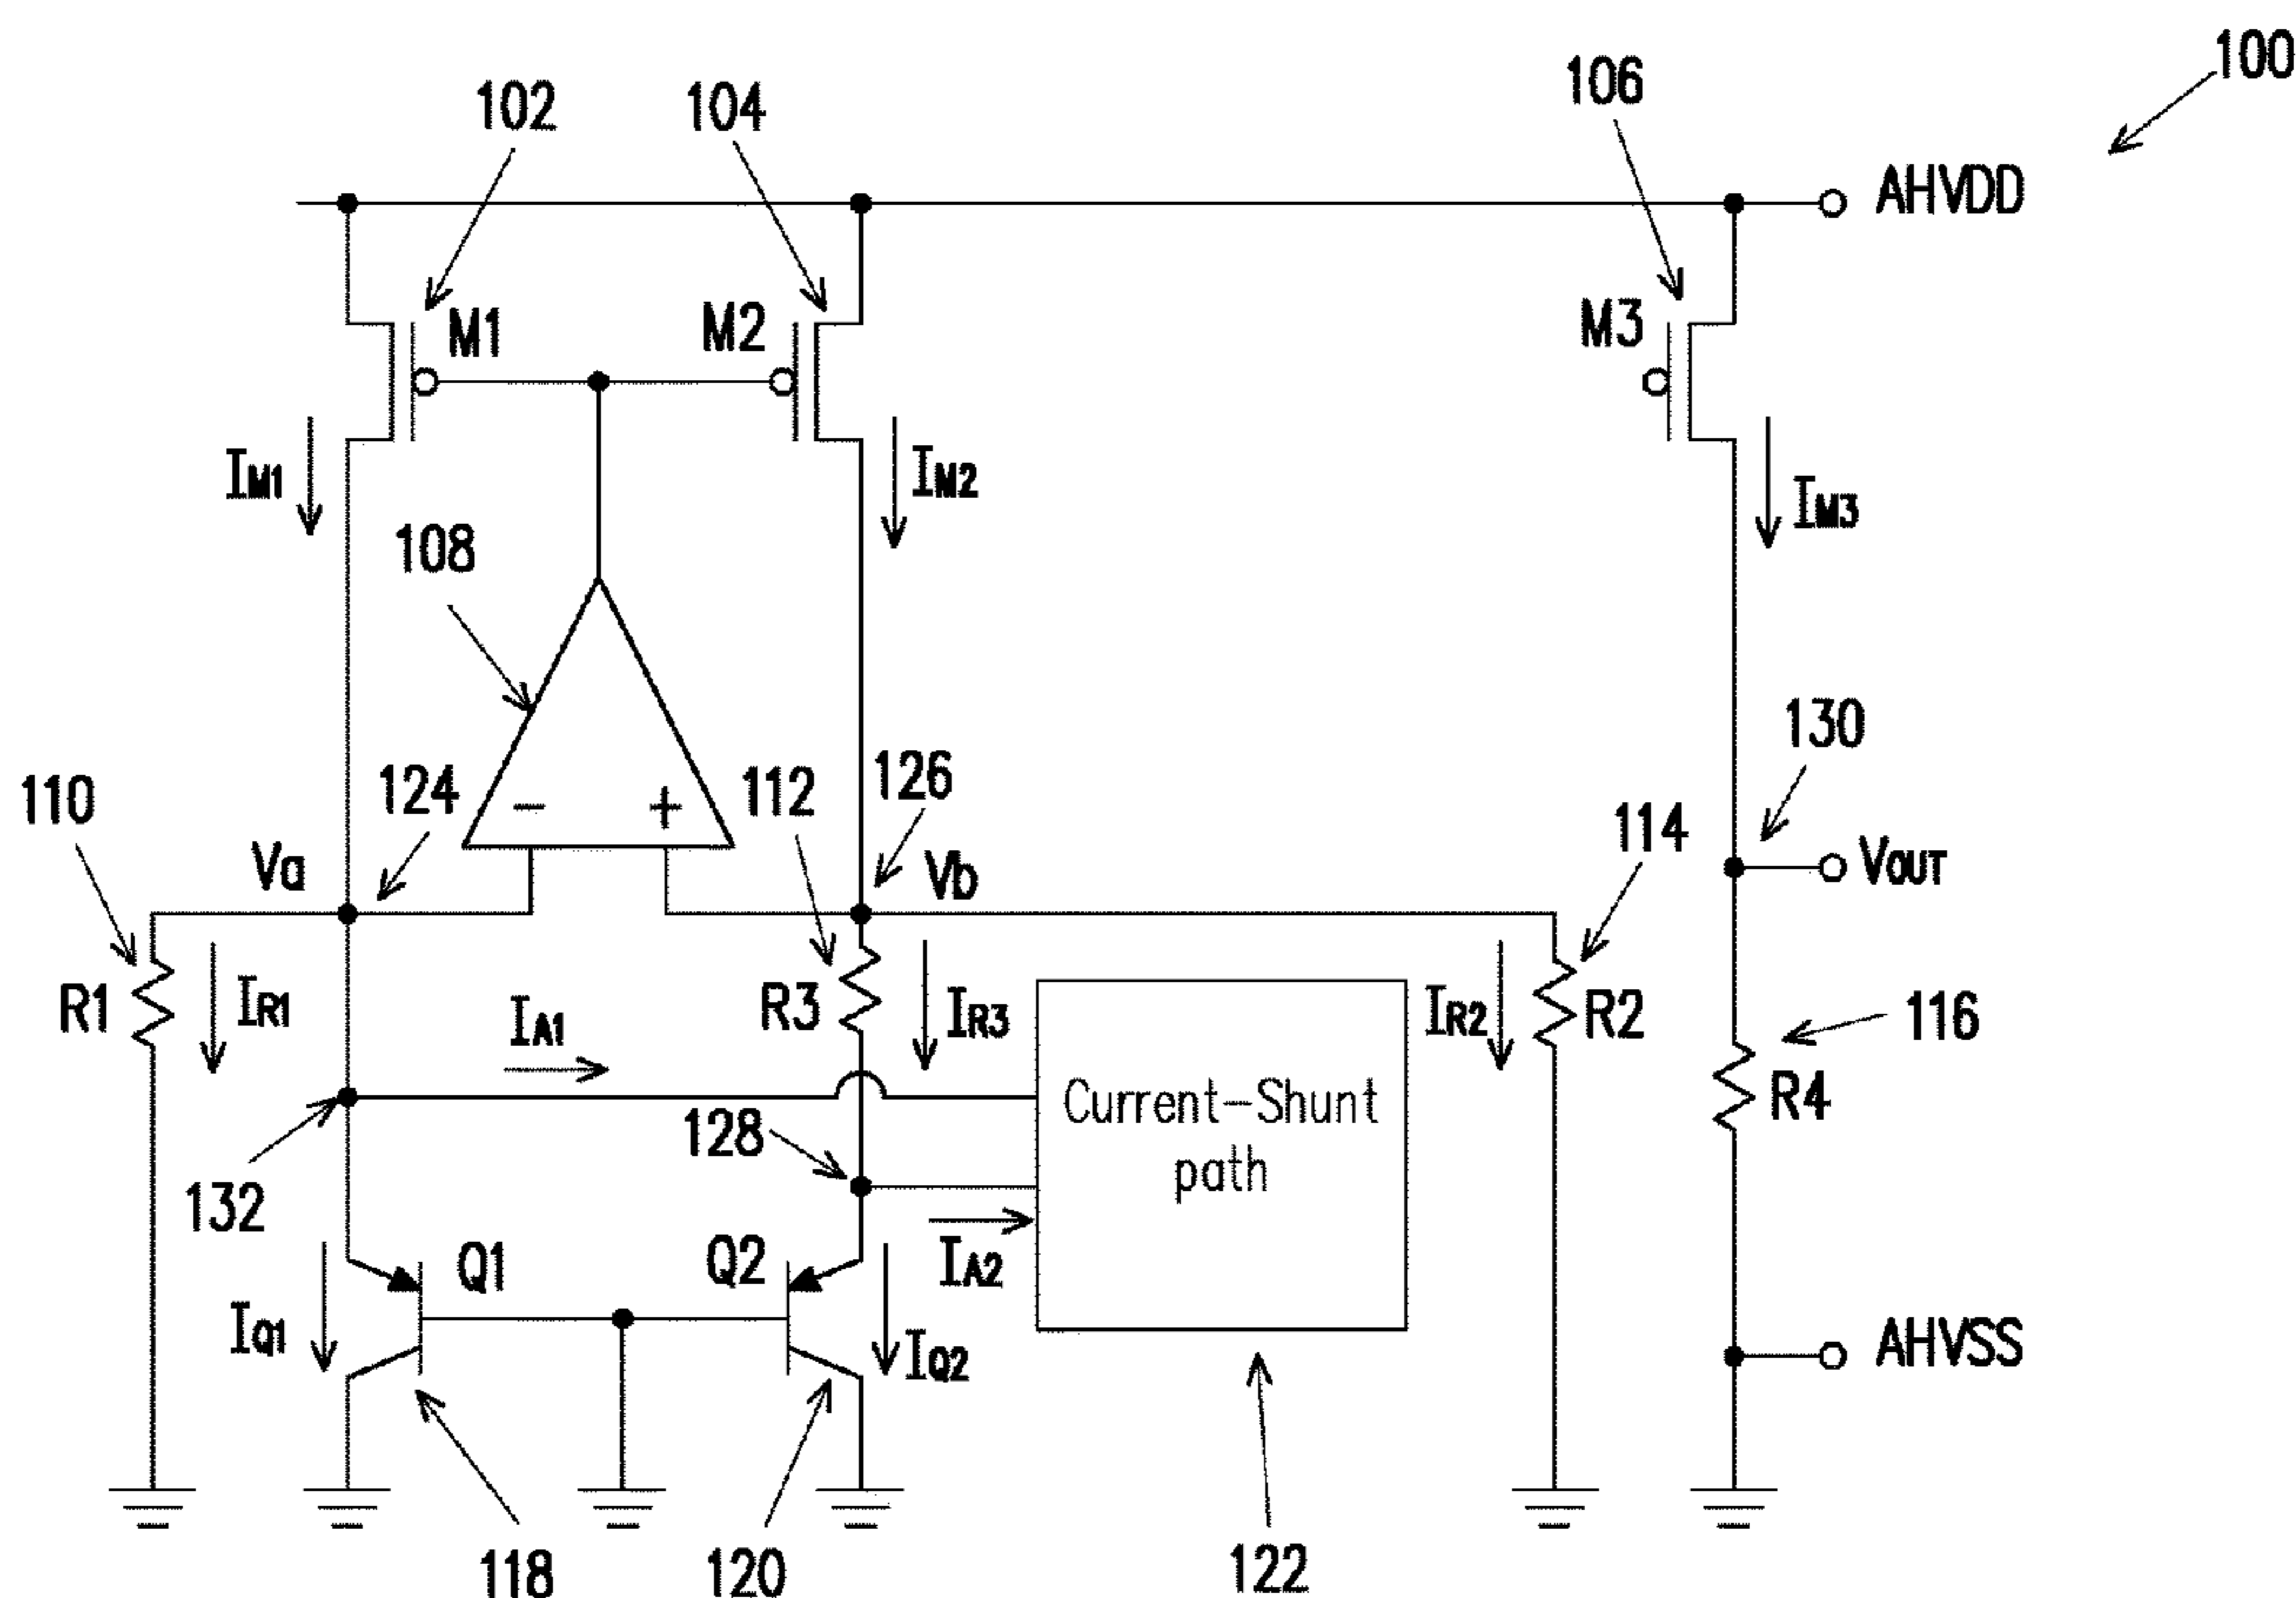 100
102
104
106
AHVDD
M1
M2
M3
IM1
IM2
IM3
108
130
110
124
112
126
114
Va
Vb
VOUT
− +
R1
IR1
IA1
R3
IR3
IR2
R2
116
R4
Current-Shunt
path
128
132
Q1
Q2
IA2
IQ1
IQ2
AHVSS
118
120
122